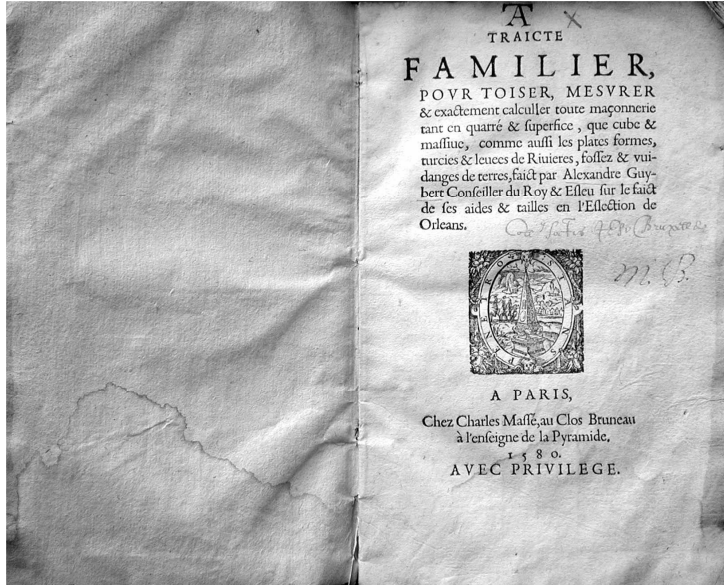 TRAICTE
FAMILIER,
POVR TOISER, MESVRER
& exactement calculler toute maçonnerie
tant en quarré & superfice, que cube &
massiue, comme aussi les plates formes,
turcies & leuees de Riuieres, fossez & vui-
danges de terres, faict par Alexandre Guy-
bert Conseiller du Roy & Esleu sur le faict
de ses aides & tailles en l'Eslection de
Orleans.
A PARIS,
Chez Charles Massé, au Clos Bruneau
à l'enseigne de la Pyramide.
1580.
AVEC PRIVILEGE.